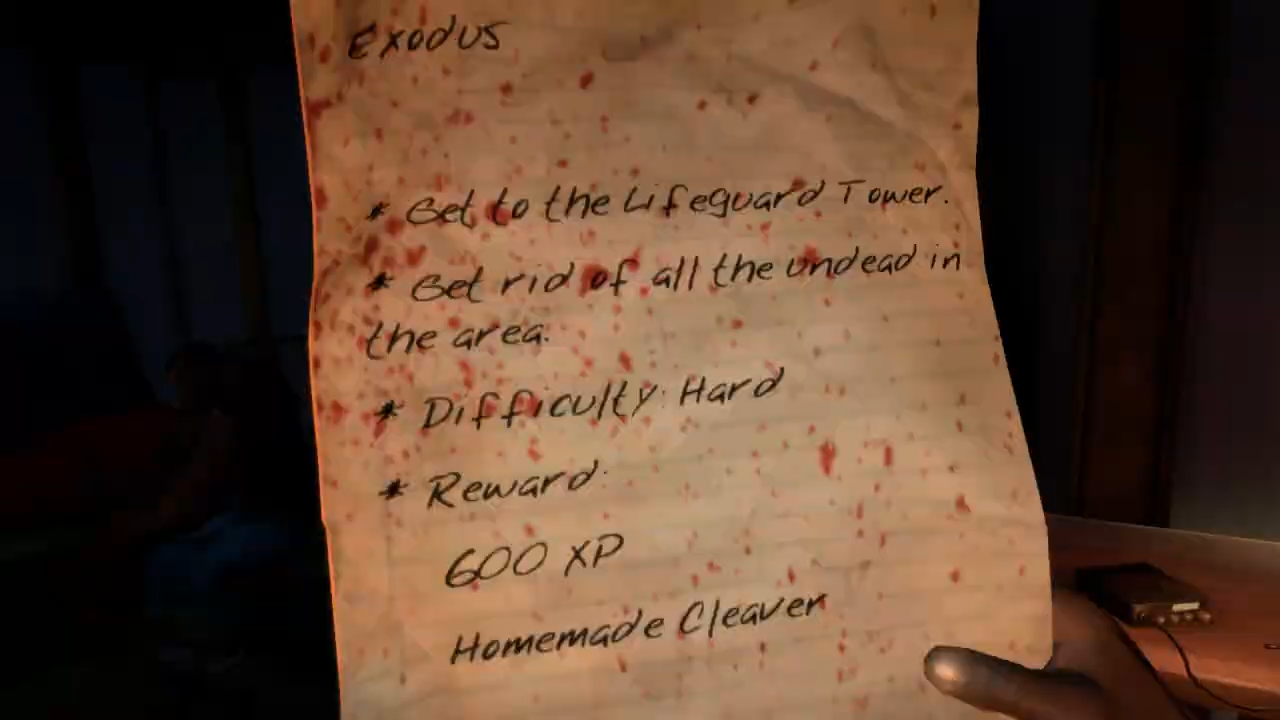 Exodus
* Get to the Lifeguard Tower.
* Get rid of all the undead in
the area.
* Difficulty: Hard
* Reward:
600 XP
Homemade Cleaver